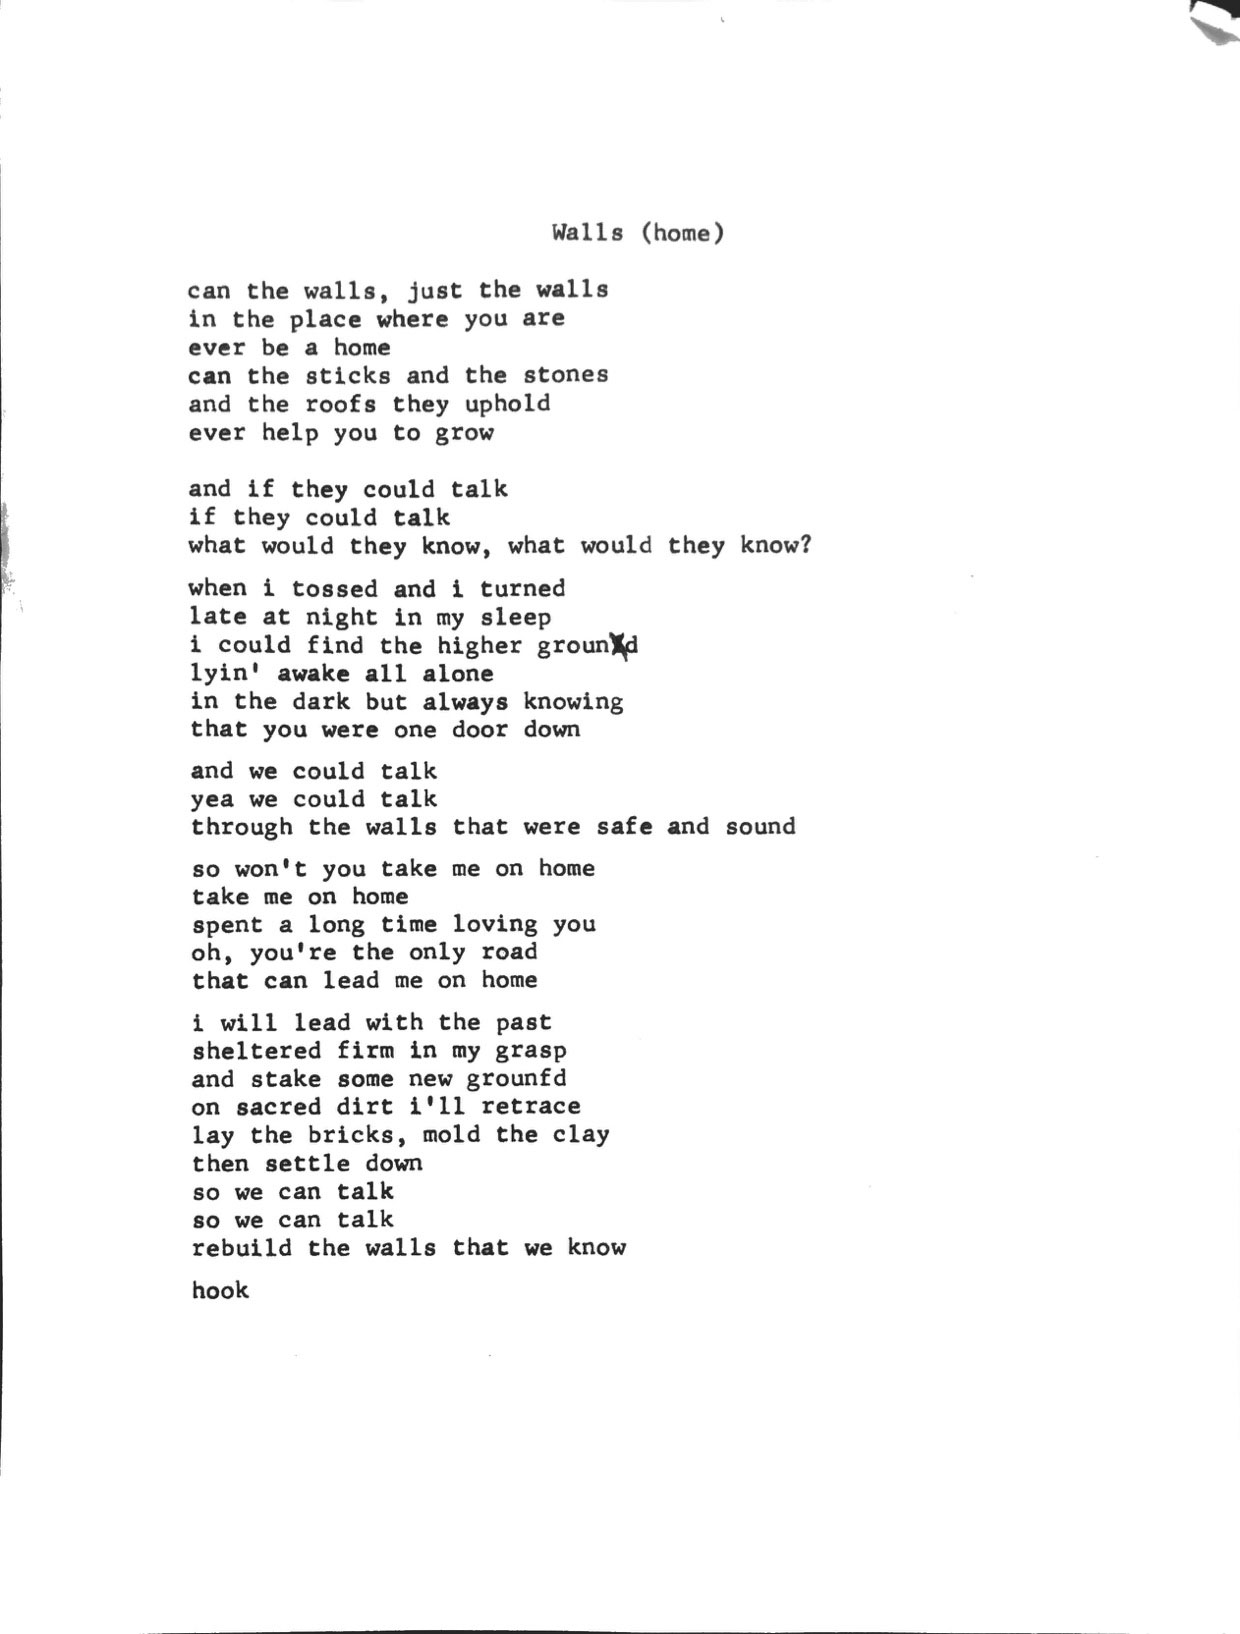 Walls (home)
can the walls, just the walls
in the place where you are
ever be a home
can the sticks and the stones
and the roofs they uphold
ever help you to grow
and if they could talk
if they could talk
what would they know, what would they know?
when i tossed and i turned
late at night in my sleep
i could find the higher ground
lyin' awake all alone
in the dark but always knowing
that you were one door down
and we could talk
yea we could talk
through the walls that were safe and sound
so won't you take me on home
take me on home
spent a long time loving you
oh, you're the only road
that can lead me on home
i will lead with the past
sheltered firm in my grasp
and stake some new grounfd
on sacred dirt i'll retrace
lay the bricks, mold the clay
then settle down
so we can talk
so we can talk
rebuild the walls that we know
hook